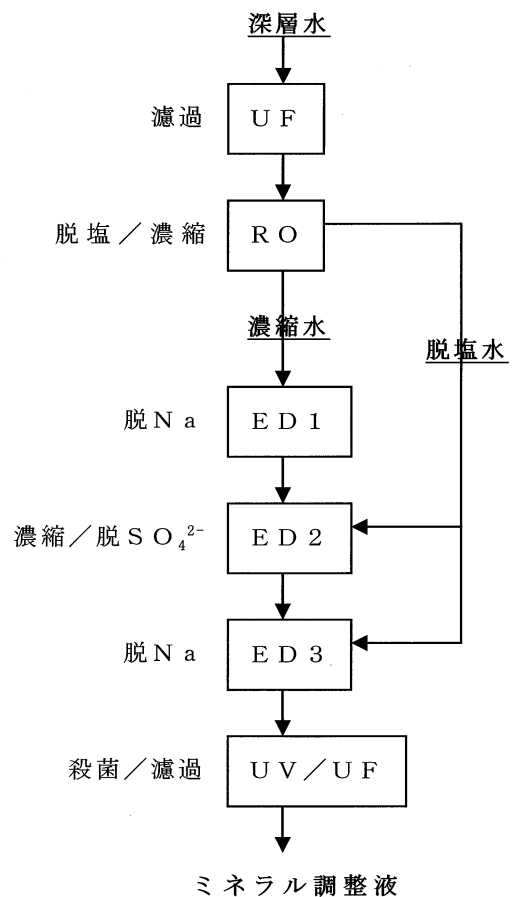 深層水
濾過 UF
脱塩／濃縮 RO
濃縮水
脱塩水
脱Na ED1
濃縮／脱SO₄²⁻ ED2
脱Na ED3
殺菌／濾過 UV／UF
ミネラル調整液